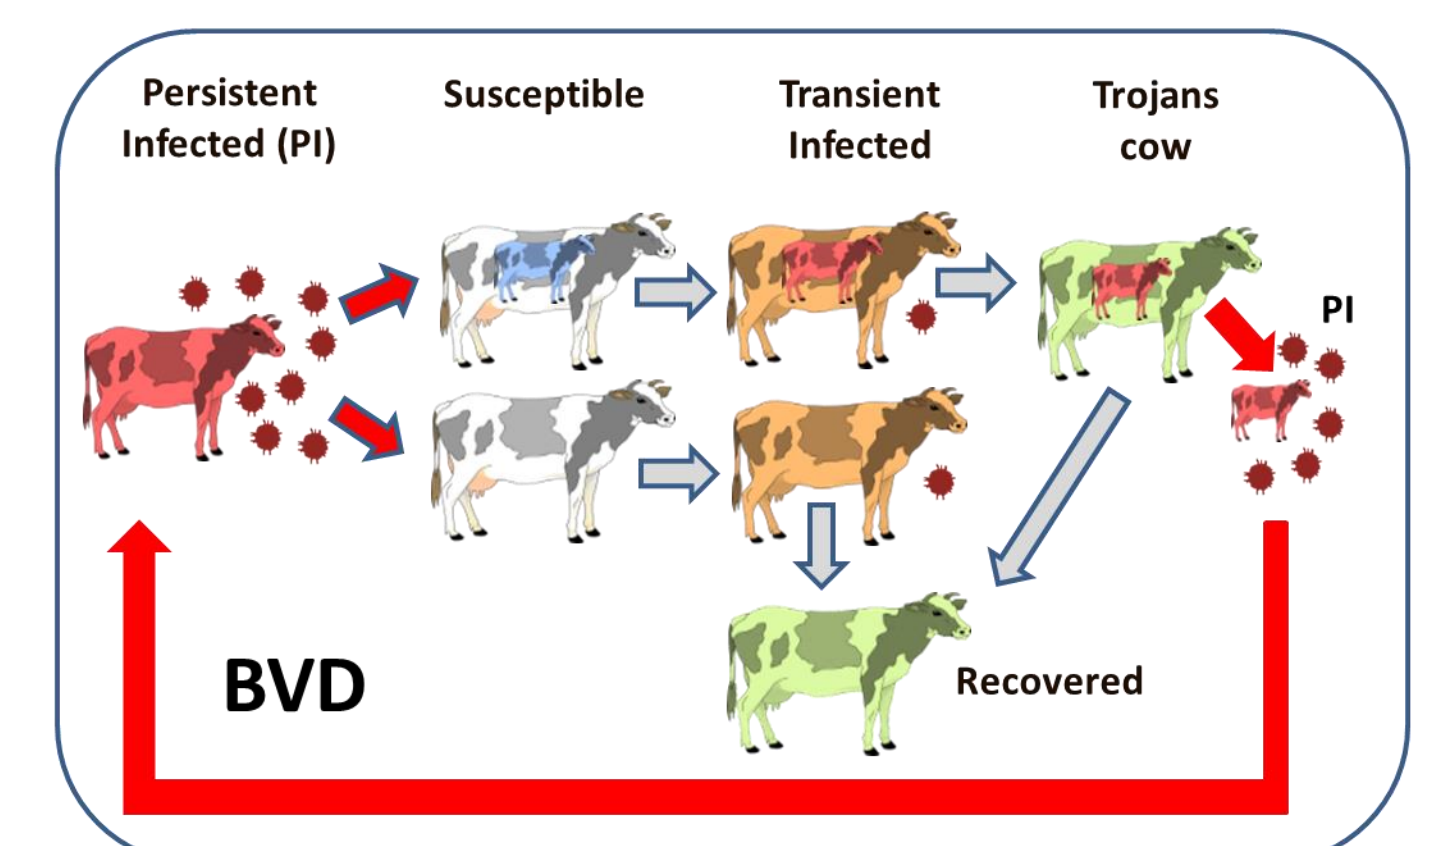 Persistent
Infected (PI)
Susceptible
Transient
Infected
Trojans
cow
PI
Recovered
BVD